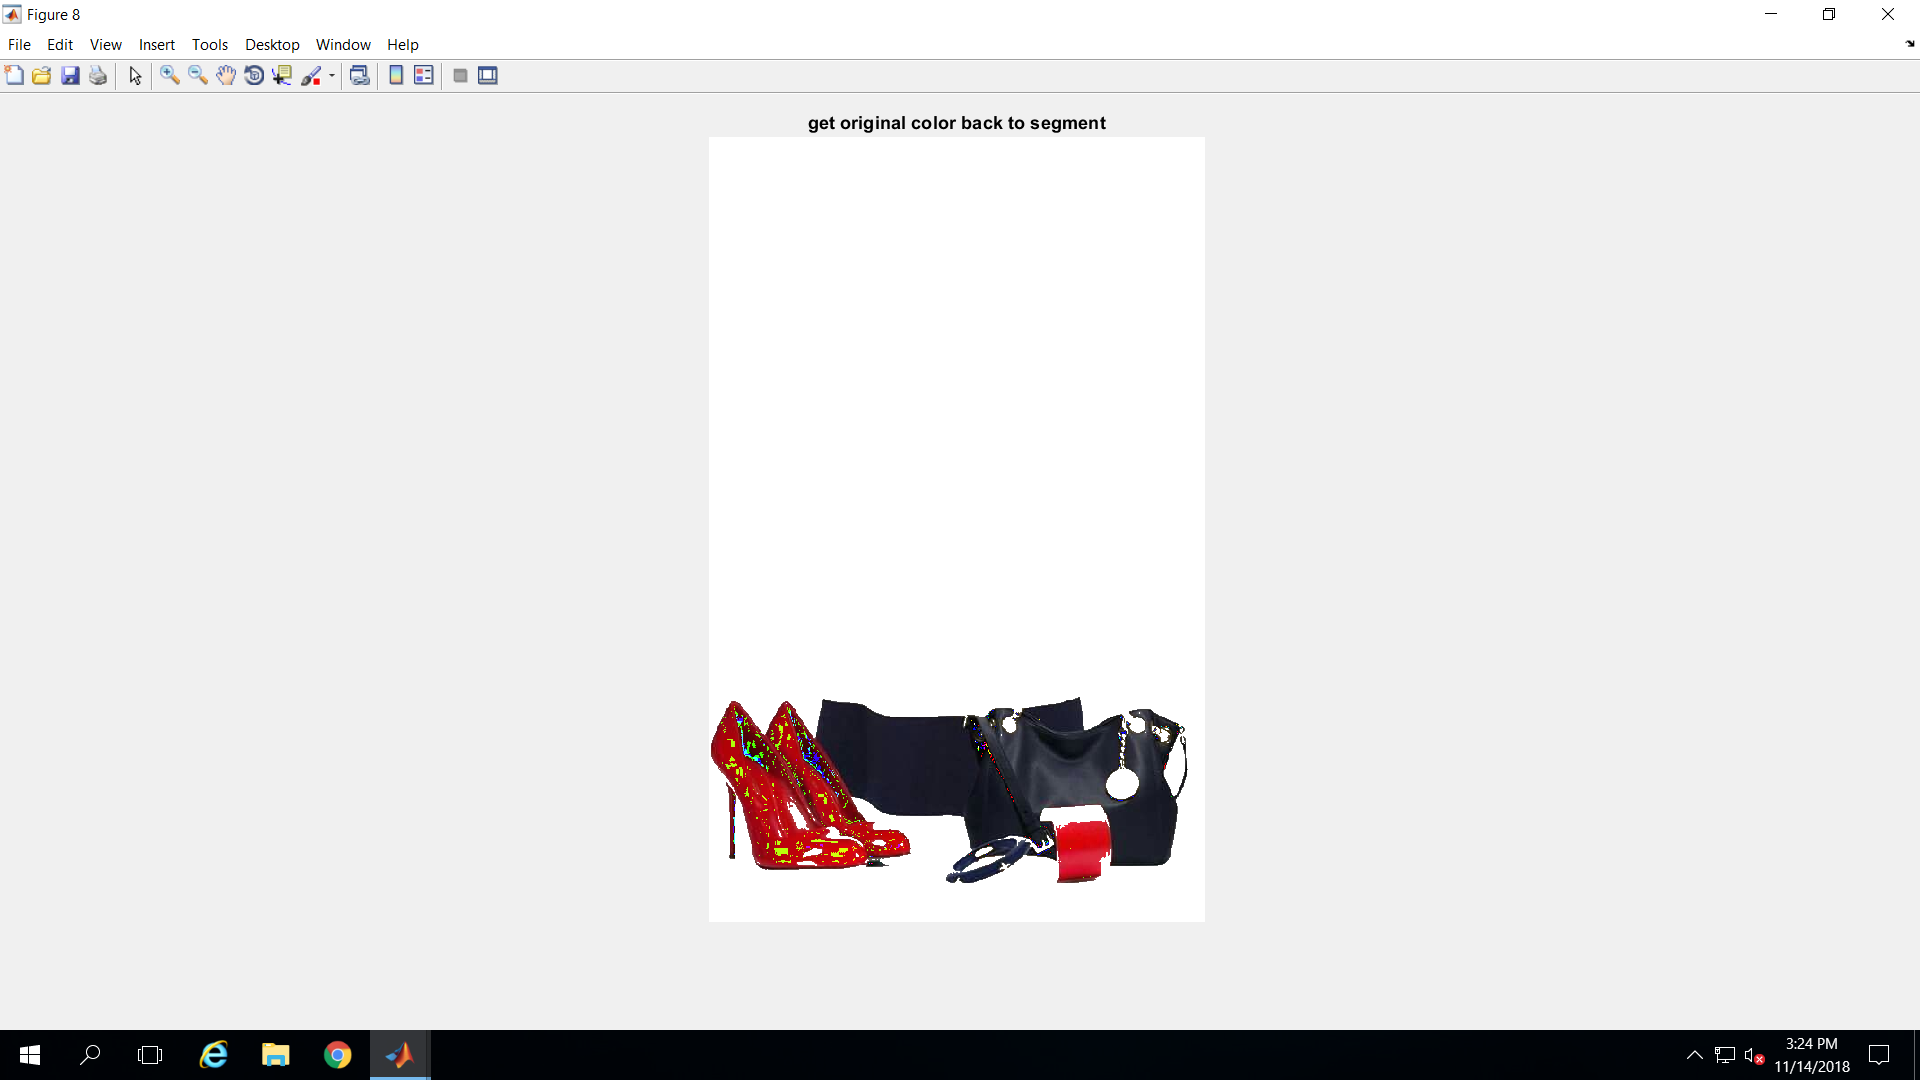 Figure 8
File Edit View Insert Tools Desktop Window Help
get original color back to segment
3:24 PM
11/14/2018